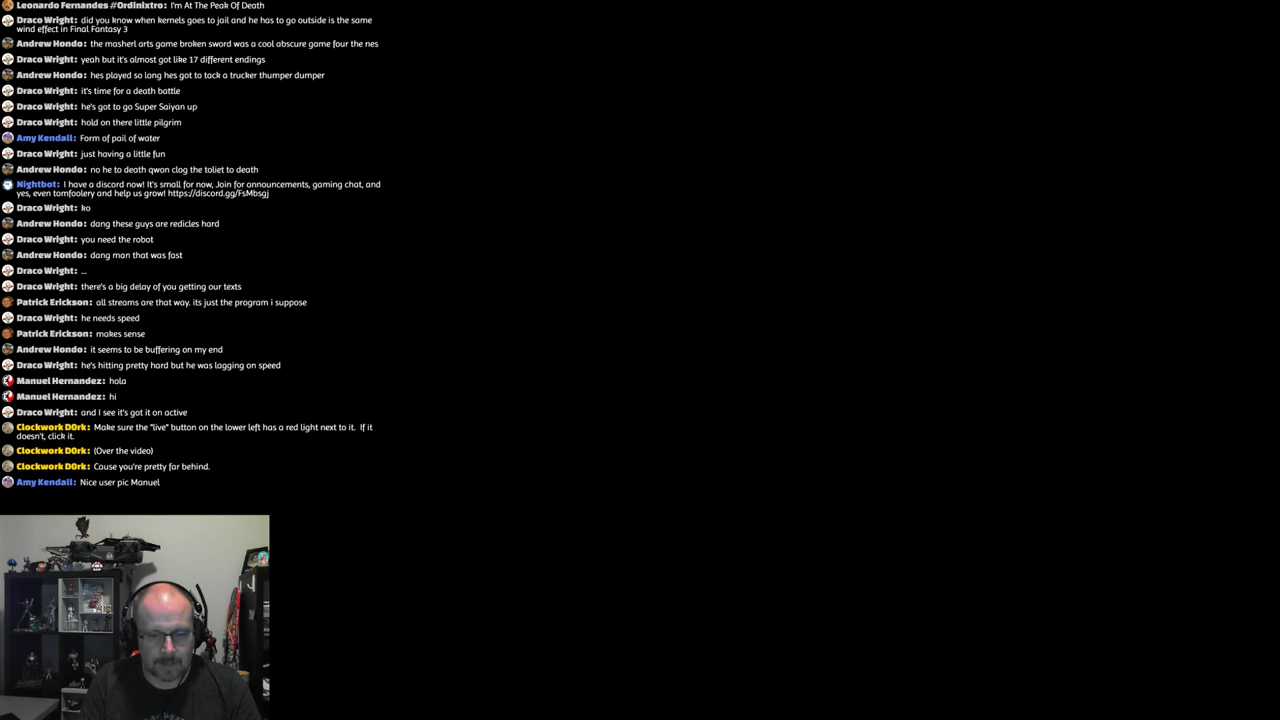 Leonardo Fernandes #Ordinixtro: I'm At The Peak Of Death
Draco Wright: did you know when kernels goes to jail and he has to go outside is the same
wind effect in Final Fantasy 3
Andrew Hondo: the masherl arts game broken sword was a cool abscure game four the nes
Draco Wright: yeah but it's almost got like 17 different endings
Andrew Hondo: hes played so long hes got to tack a trucker thumper dumper
Draco Wright: it's time for a death battle
Draco Wright: he's got to go Super Saiyan up
Draco Wright: hold on there little pilgrim
Amy Kendall: Form of pail of water
Draco Wright: just having a little fun
Andrew Hondo: no he to death qwon clog the toliet to death
Nightbot: I have a discord now! It's small for now, Join for announcements, gaming chat, and
yes, even tomfoolery and help us grow! https://discord.gg/FsMbsgj
Draco Wright: ko
Andrew Hondo: dang these guys are redicles hard
Draco Wright: you need the robot
Andrew Hondo: dang man that was fast
Draco Wright: ...
Draco Wright: there's a big delay of you getting our texts
Patrick Erickson: all streams are that way. its just the program i suppose
Draco Wright: he needs speed
Patrick Erickson: makes sense
Andrew Hondo: it seems to be buffering on my end
Draco Wright: he's hitting pretty hard but he was lagging on speed
Manuel Hernandez: hola
Manuel Hernandez: hi
Draco Wright: and I see it's got it on active
Clockwork D0rk: Make sure the "live" button on the lower left has a red light next to it. If it
doesn't, click it.
Clockwork D0rk: (Over the video)
Clockwork D0rk: Cause you're pretty far behind.
Amy Kendall: Nice user pic Manuel